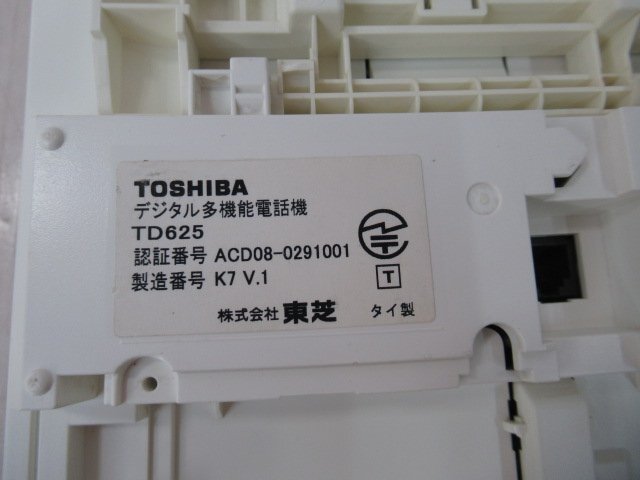 TOSHIBA
デジタル多機能電話機
TD625
認証番号 ACD08-0291001
製造番号 K7 V.1
T
株式会社 東芝 タイ製